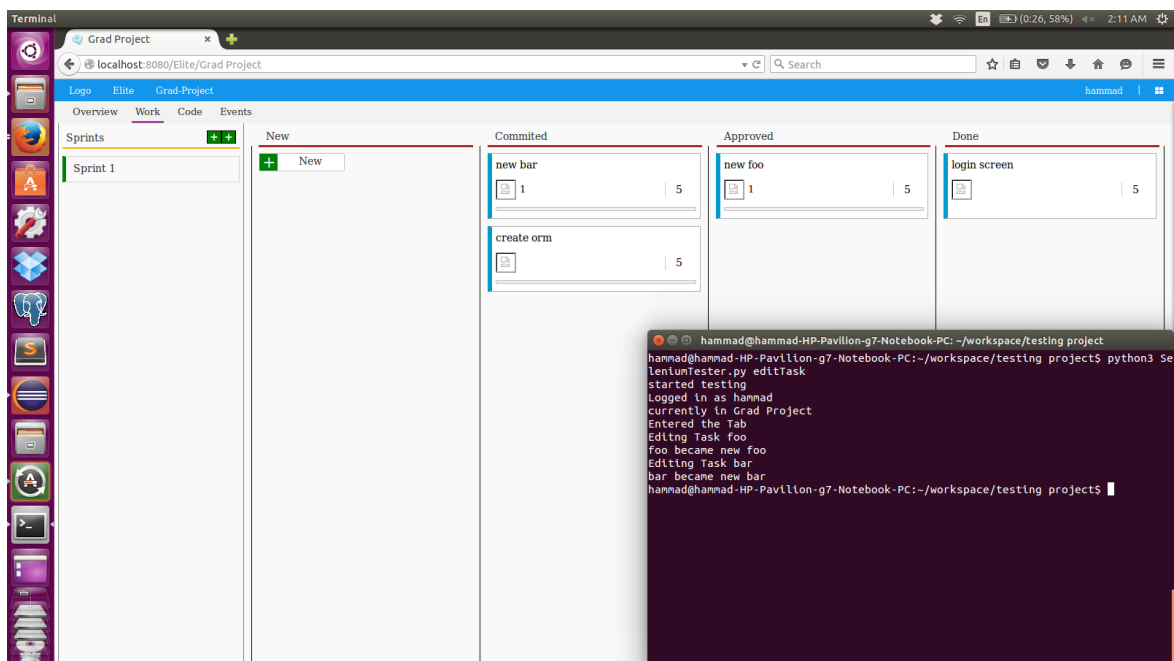 Terminal
En (0:26, 58%) 2:11 AM
Grad Project × +
localhost:8080/Elite/Grad Project
Search
Logo Elite Grad-Project hammad |
Overview Work Code Events
Sprints + +
Sprint 1
New
+ New
Commited
new bar
1 5
create orm
5
Approved
new foo
1 5
Done
login screen
5
hammad@hammad-HP-Pavilion-g7-Notebook-PC: ~/workspace/testing project
hammad@hammad-HP-Pavilion-g7-Notebook-PC:~/workspace/testing project$ python3 Se
leniumTester.py editTask
started testing
Logged in as hammad
currently in Grad Project
Entered the Tab
Editng Task foo
foo became new foo
Editing Task bar
bar became new bar
hammad@hammad-HP-Pavilion-g7-Notebook-PC:~/workspace/testing project$